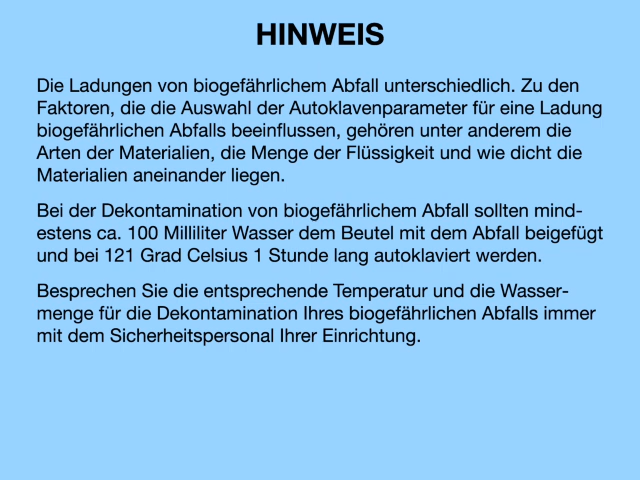 HINWEIS
Die Ladungen von biogefährlichem Abfall unterschiedlich. Zu den
Faktoren, die die Auswahl der Autoklavenparameter für eine Ladung
biogefährlichen Abfalls beeinflussen, gehören unter anderem die
Arten der Materialien, die Menge der Flüssigkeit und wie dicht die
Materialien aneinander liegen.
Bei der Dekontamination von biogefährlichem Abfall sollten mind-
estens ca. 100 Milliliter Wasser dem Beutel mit dem Abfall beigefügt
und bei 121 Grad Celsius 1 Stunde lang autoklaviert werden.
Besprechen Sie die entsprechende Temperatur und die Wasser-
menge für die Dekontamination Ihres biogefährlichen Abfalls immer
mit dem Sicherheitspersonal Ihrer Einrichtung.